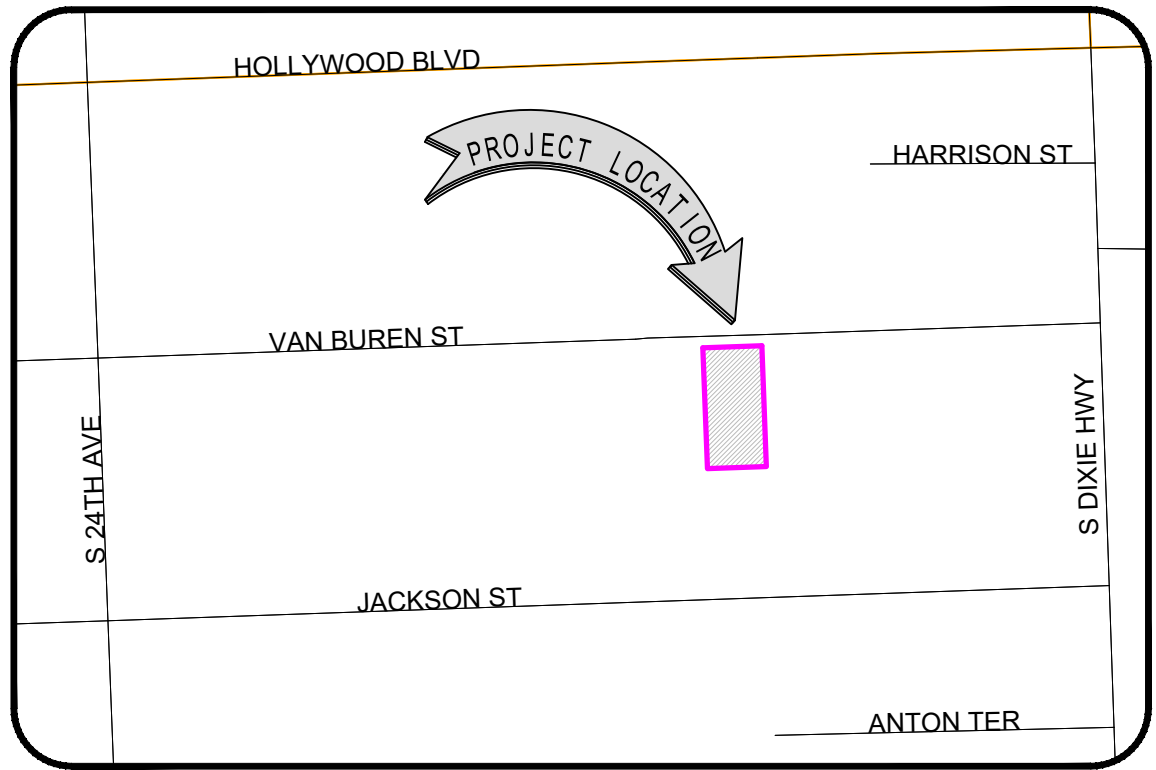 HOLLYWOOD BLVD
PROJECT LOCATION
HARRISON ST
VAN BUREN ST
S 24TH AVE
S DIXIE HWY
JACKSON ST
ANTON TER